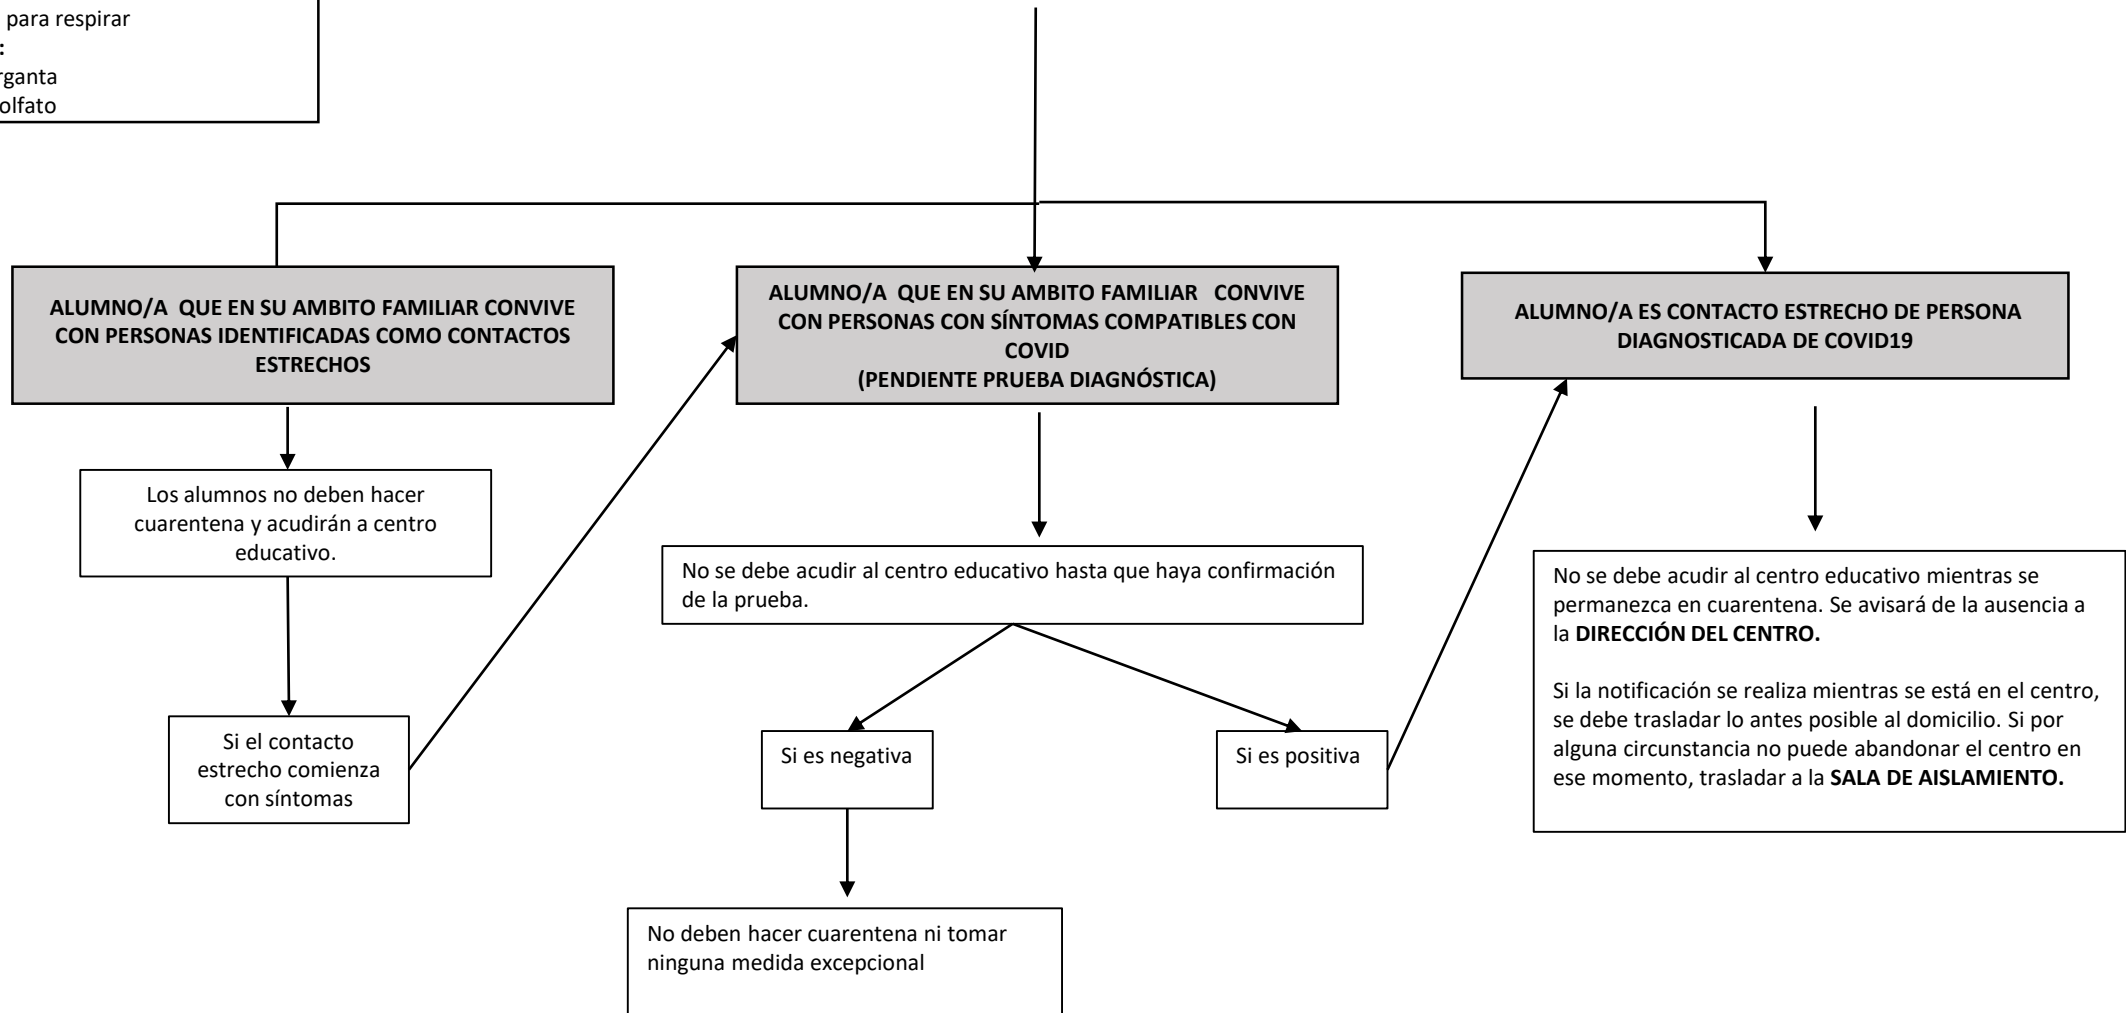 para respirar
:
rganta
olfato
ALUMNO/A QUE EN SU AMBITO FAMILIAR CONVIVE
CON PERSONAS IDENTIFICADAS COMO CONTACTOS
ESTRECHOS
ALUMNO/A QUE EN SU AMBITO FAMILIAR CONVIVE
CON PERSONAS CON SÍNTOMAS COMPATIBLES CON
COVID
(PENDIENTE PRUEBA DIAGNÓSTICA)
ALUMNO/A ES CONTACTO ESTRECHO DE PERSONA
DIAGNOSTICADA DE COVID19
Los alumnos no deben hacer
cuarentena y acudirán a centro
educativo.
No se debe acudir al centro educativo hasta que haya confirmación
de la prueba.
No se debe acudir al centro educativo mientras se
permanezca en cuarentena. Se avisará de la ausencia a
la DIRECCIÓN DEL CENTRO.
Si la notificación se realiza mientras se está en el centro,
se debe trasladar lo antes posible al domicilio. Si por
alguna circunstancia no puede abandonar el centro en
ese momento, trasladar a la SALA DE AISLAMIENTO.
Si el contacto
estrecho comienza
con síntomas
Si es negativa
Si es positiva
No deben hacer cuarentena ni tomar
ninguna medida excepcional